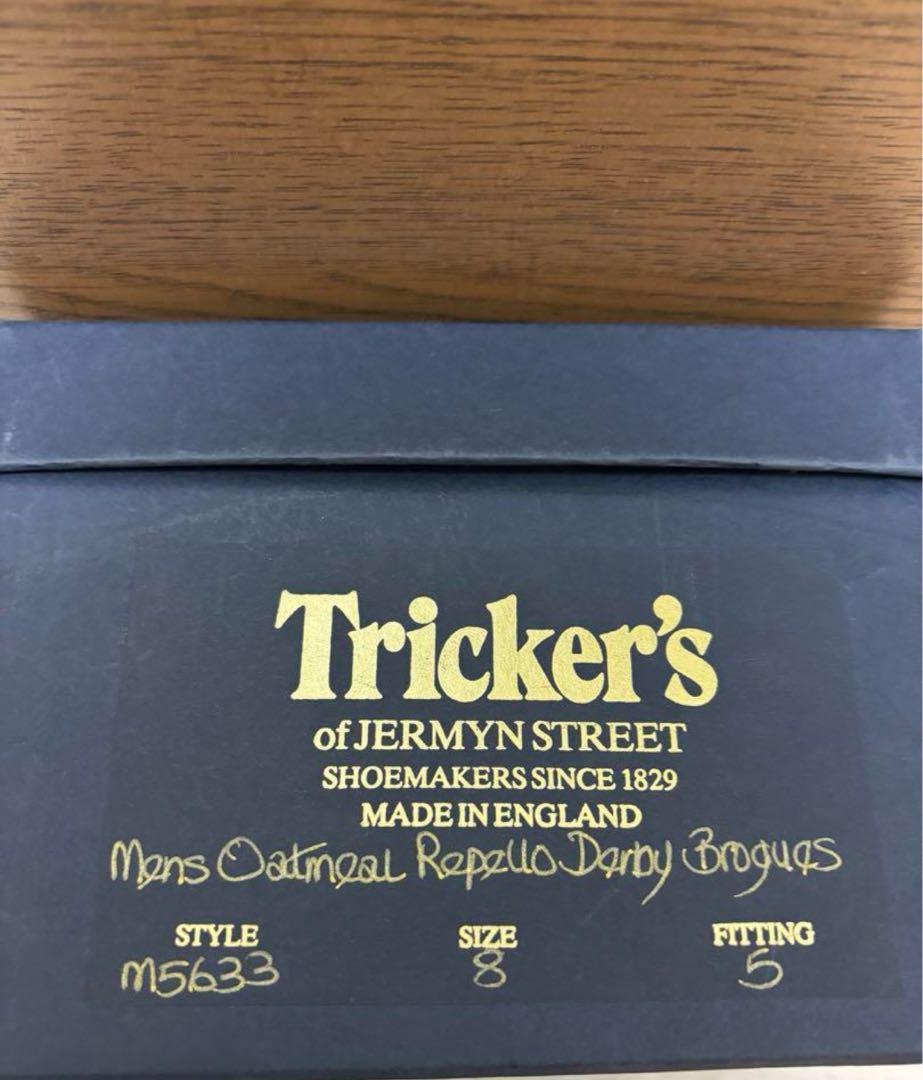 Tricker's
of JERMYN STREET
SHOEMAKERS SINCE 1829
MADE IN ENGLAND
Mens Oatmeal Repello Derby Brogues
STYLE SIZE FITTING
M5633 8 5